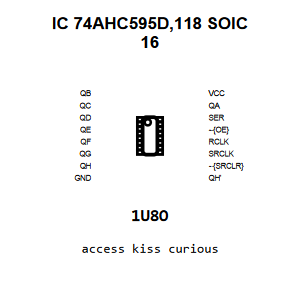 IC 74AHC595D,118 SOIC
16
QB VCC
QC QA
QD SER
QE ~{OE}
QF RCLK
QG SRCLK
QH ~{SRCLR}
GND QH'
1U80
access kiss curious